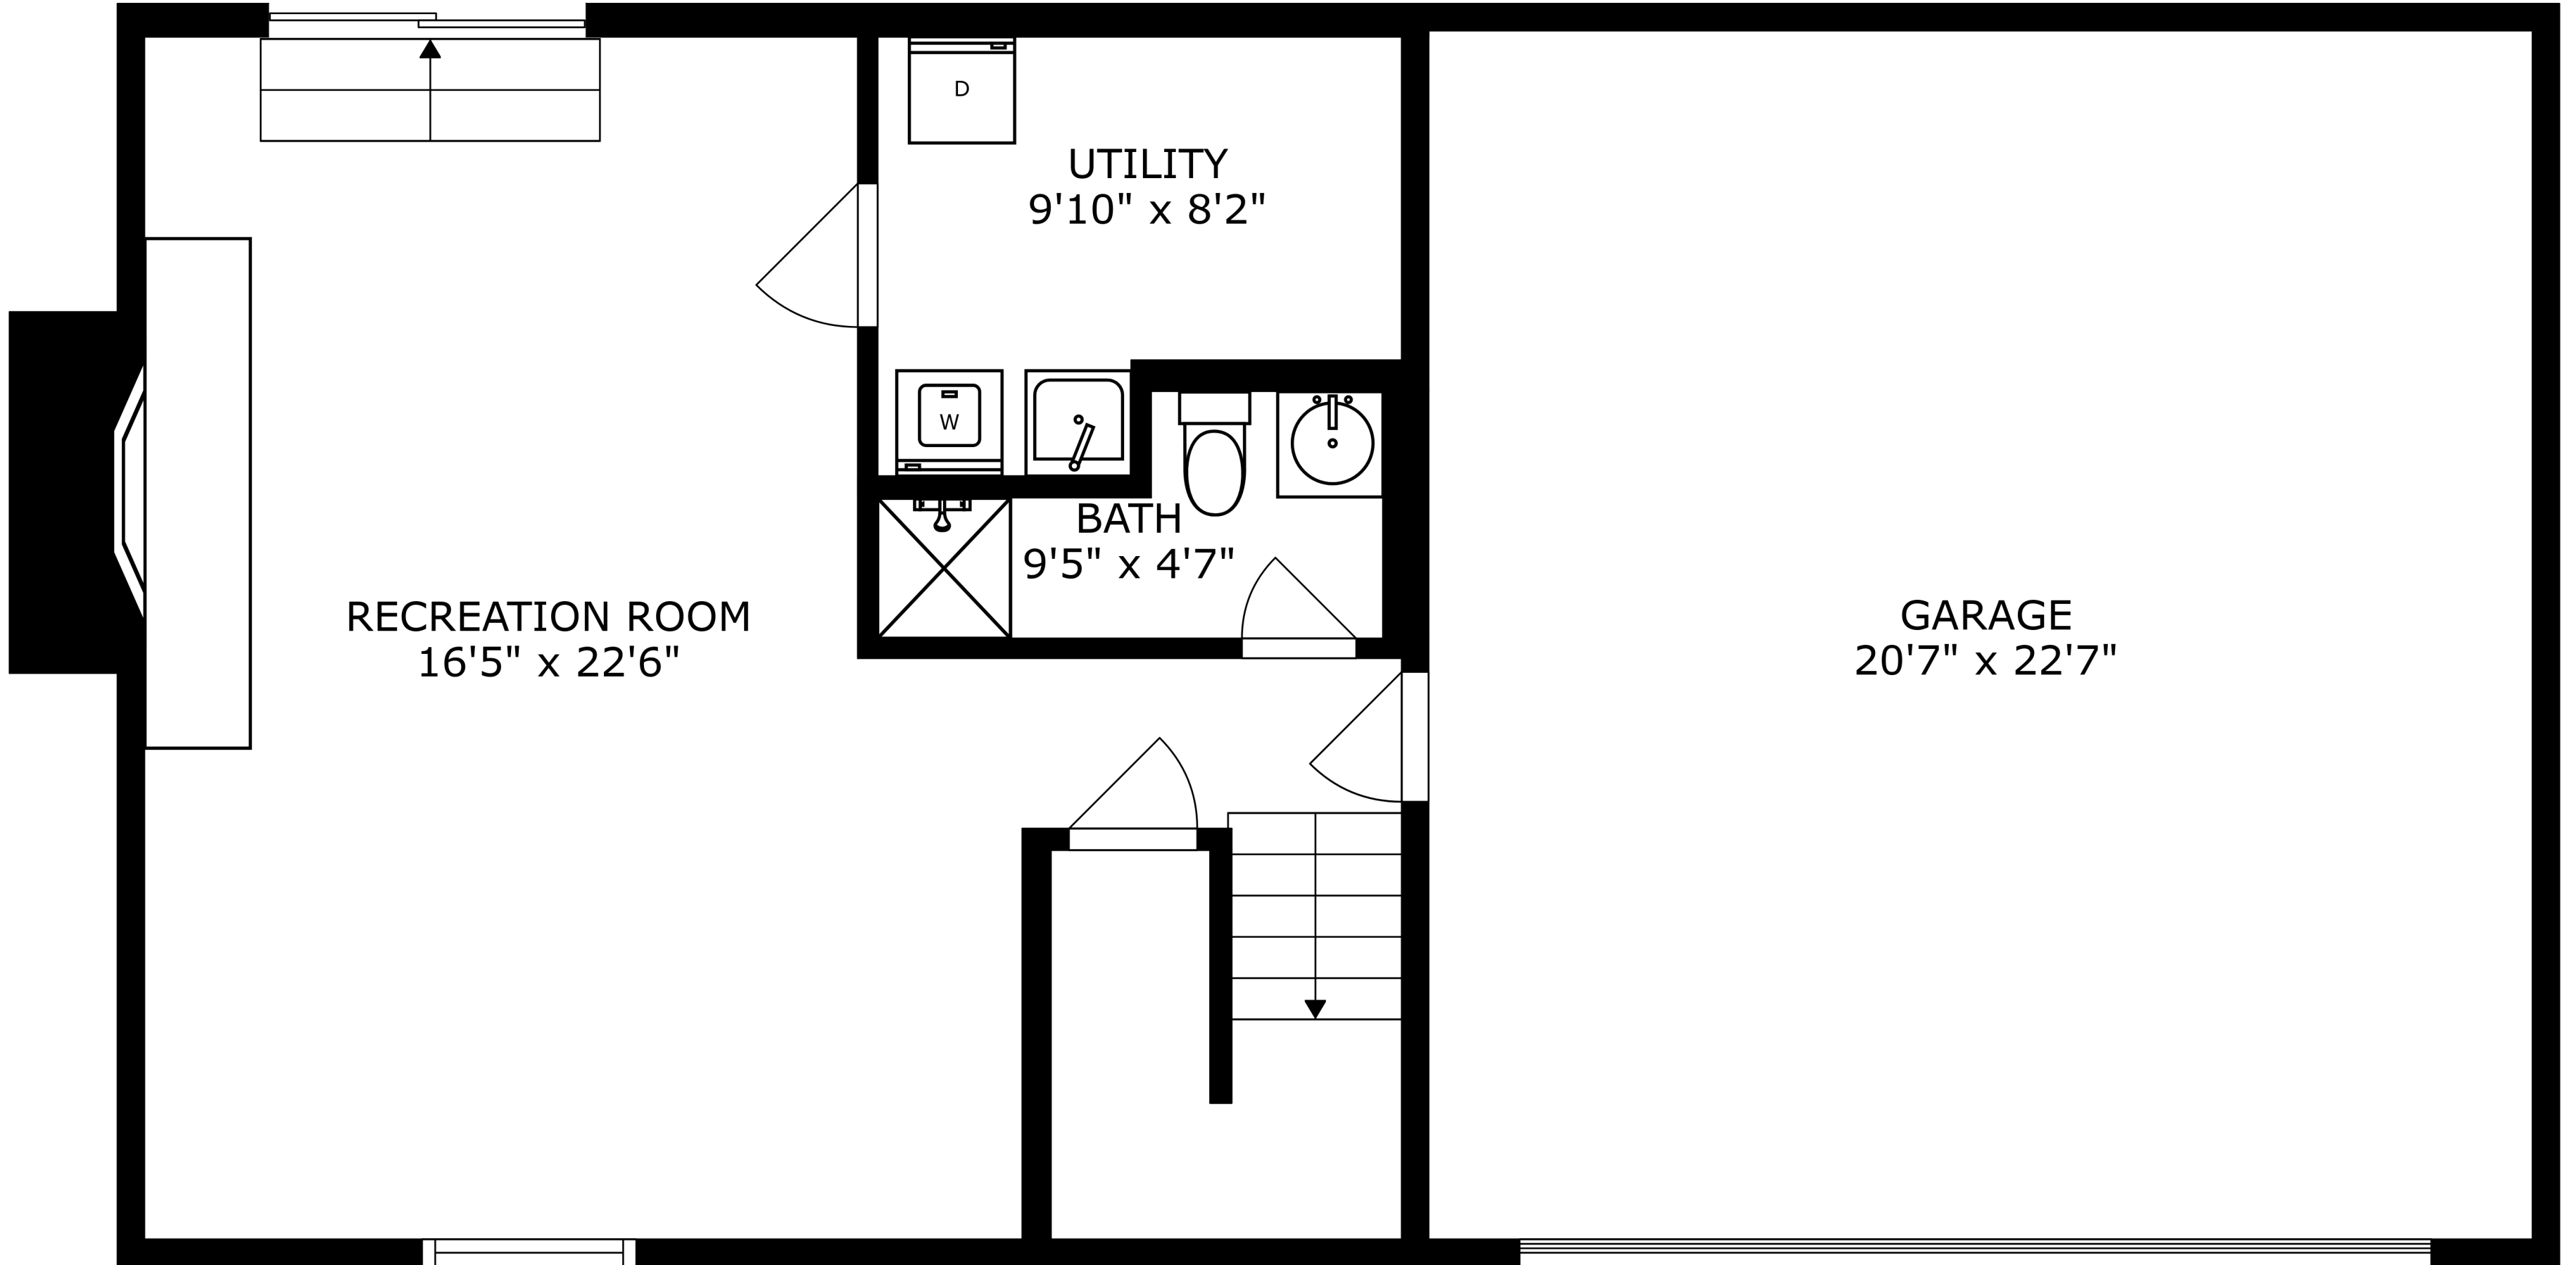 D
UTILITY
9'10" x 8'2"
W
BATH
9'5" x 4'7"
RECREATION ROOM
16'5" x 22'6"
GARAGE
20'7" x 22'7"